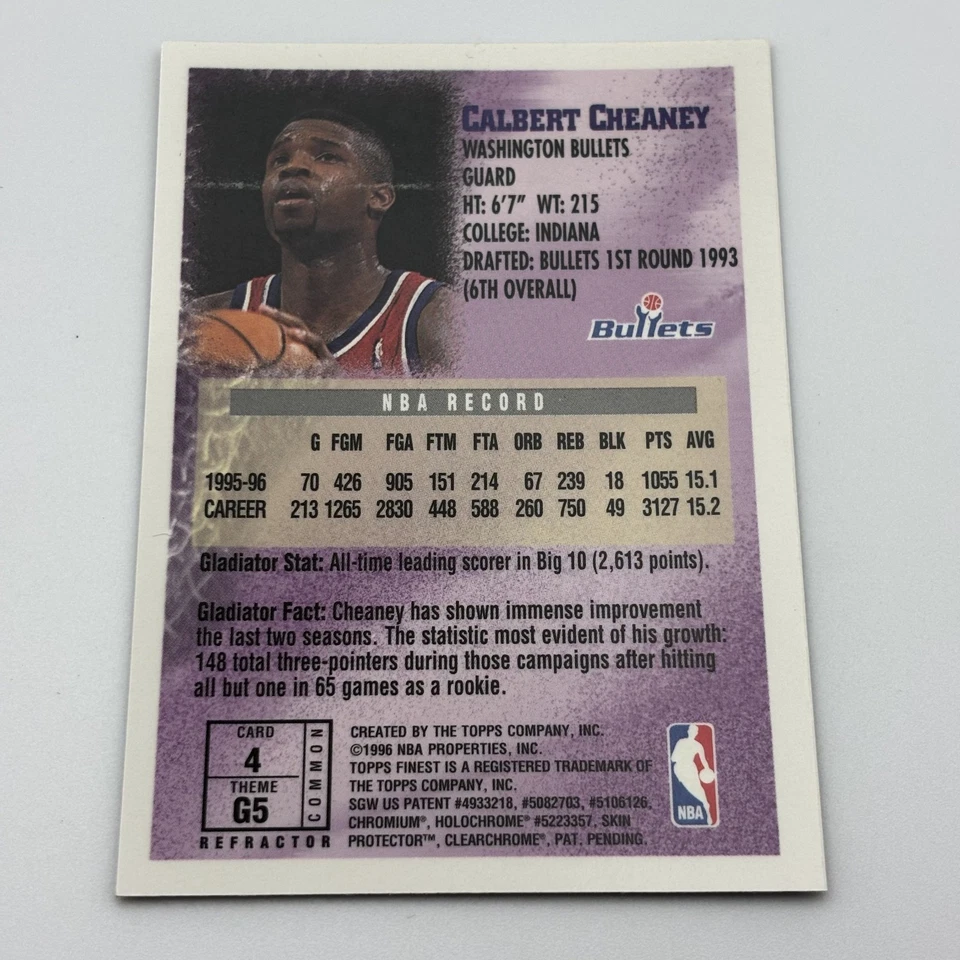 CALBERT CHEANEY
WASHINGTON BULLETS
GUARD
HT: 6'7" WT: 215
COLLEGE: INDIANA
DRAFTED: BULLETS 1ST ROUND 1993
(6TH OVERALL)
Bullets
NBA RECORD
G FGM FGA FTM FTA ORB REB BLK PTS AVG
1995-96 70 426 905 151 214 67 239 18 1055 15.1
CAREER 213 1265 2830 448 588 260 750 49 3127 15.2
Gladiator Stat: All-time leading scorer in Big 10 (2,613 points).
Gladiator Fact: Cheaney has shown immense improvement
the last two seasons. The statistic most evident of his growth:
148 total three-pointers during those campaigns after hitting
all but one in 65 games as a rookie.
CARD
4
THEME
G5
COMMON
REFRACTOR
CREATED BY THE TOPPS COMPANY, INC.
©1996 NBA PROPERTIES, INC.
TOPPS FINEST IS A REGISTERED TRADEMARK OF
THE TOPPS COMPANY, INC.
SGW US PATENT #4933218, #5082703, #5106126,
CHROMIUM®, HOLOCHROME® #5223357, SKIN
PROTECTOR™, CLEARCHROME®, PAT. PENDING.
NBA